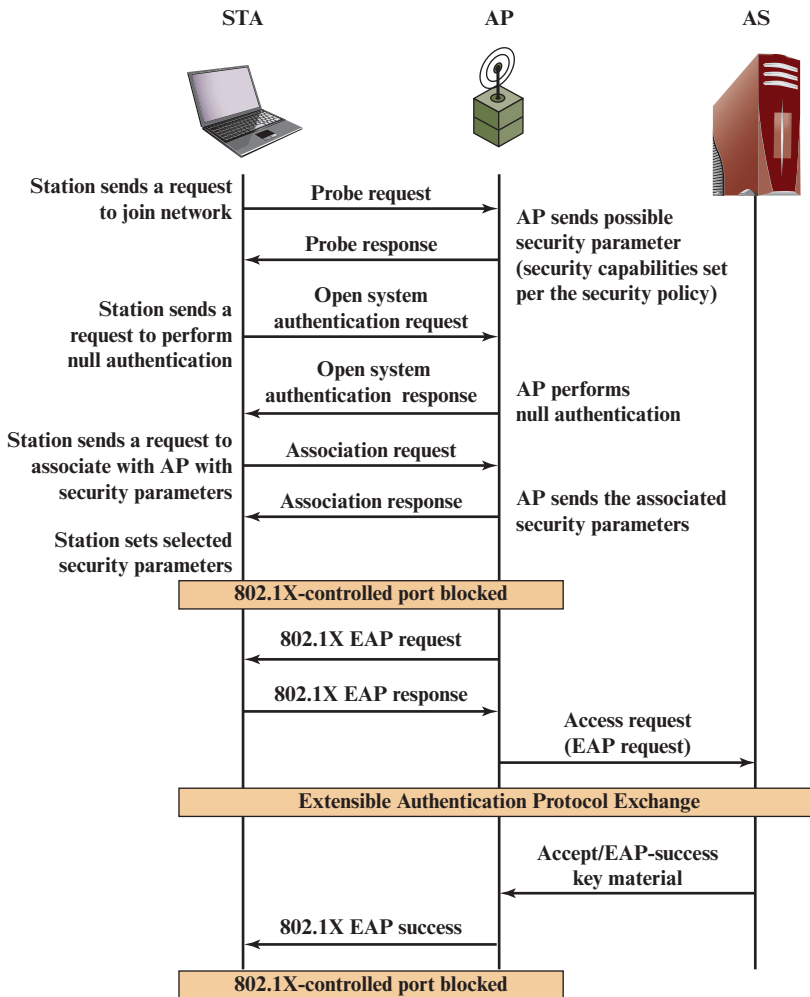 STA
AP
AS
Station sends a request
to join network
Probe request
AP sends possible
security parameter
(security capabilities set
per the security policy)
Probe response
Station sends a
request to perform
null authentication
Open system
authentication request
Open system
authentication response
AP performs
null authentication
Station sends a request to
associate with AP with
security parameters
Association request
Association response
AP sends the associated
security parameters
Station sets selected
security parameters
802.1X-controlled port blocked
802.1X EAP request
802.1X EAP response
Access request
(EAP request)
Extensible Authentication Protocol Exchange
Accept/EAP-success
key material
802.1X EAP success
802.1X-controlled port blocked